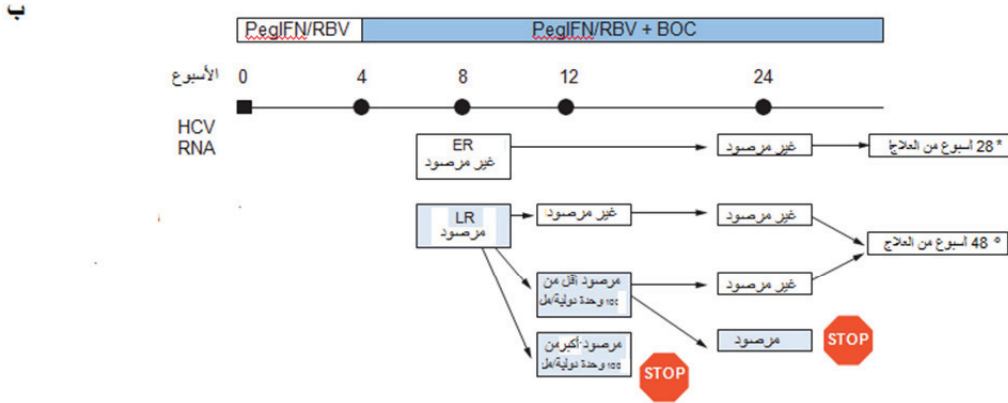 ب
PegIFN/RBV PegIFN/RBV + BOC
الأسبوع 0 4 8 12 24
HCV
RNA
ER
غير مرصود
غير مرصود
* 28 أسبوع من العلاج
LR
مرصود
غير مرصود
غير مرصود
* 48 أسبوع من العلاج
مرصود أقل من
100 وحدة دولية/مل
غير مرصود
مرصود أكبر من
100 وحدة دولية/مل
STOP
مرصود
STOP